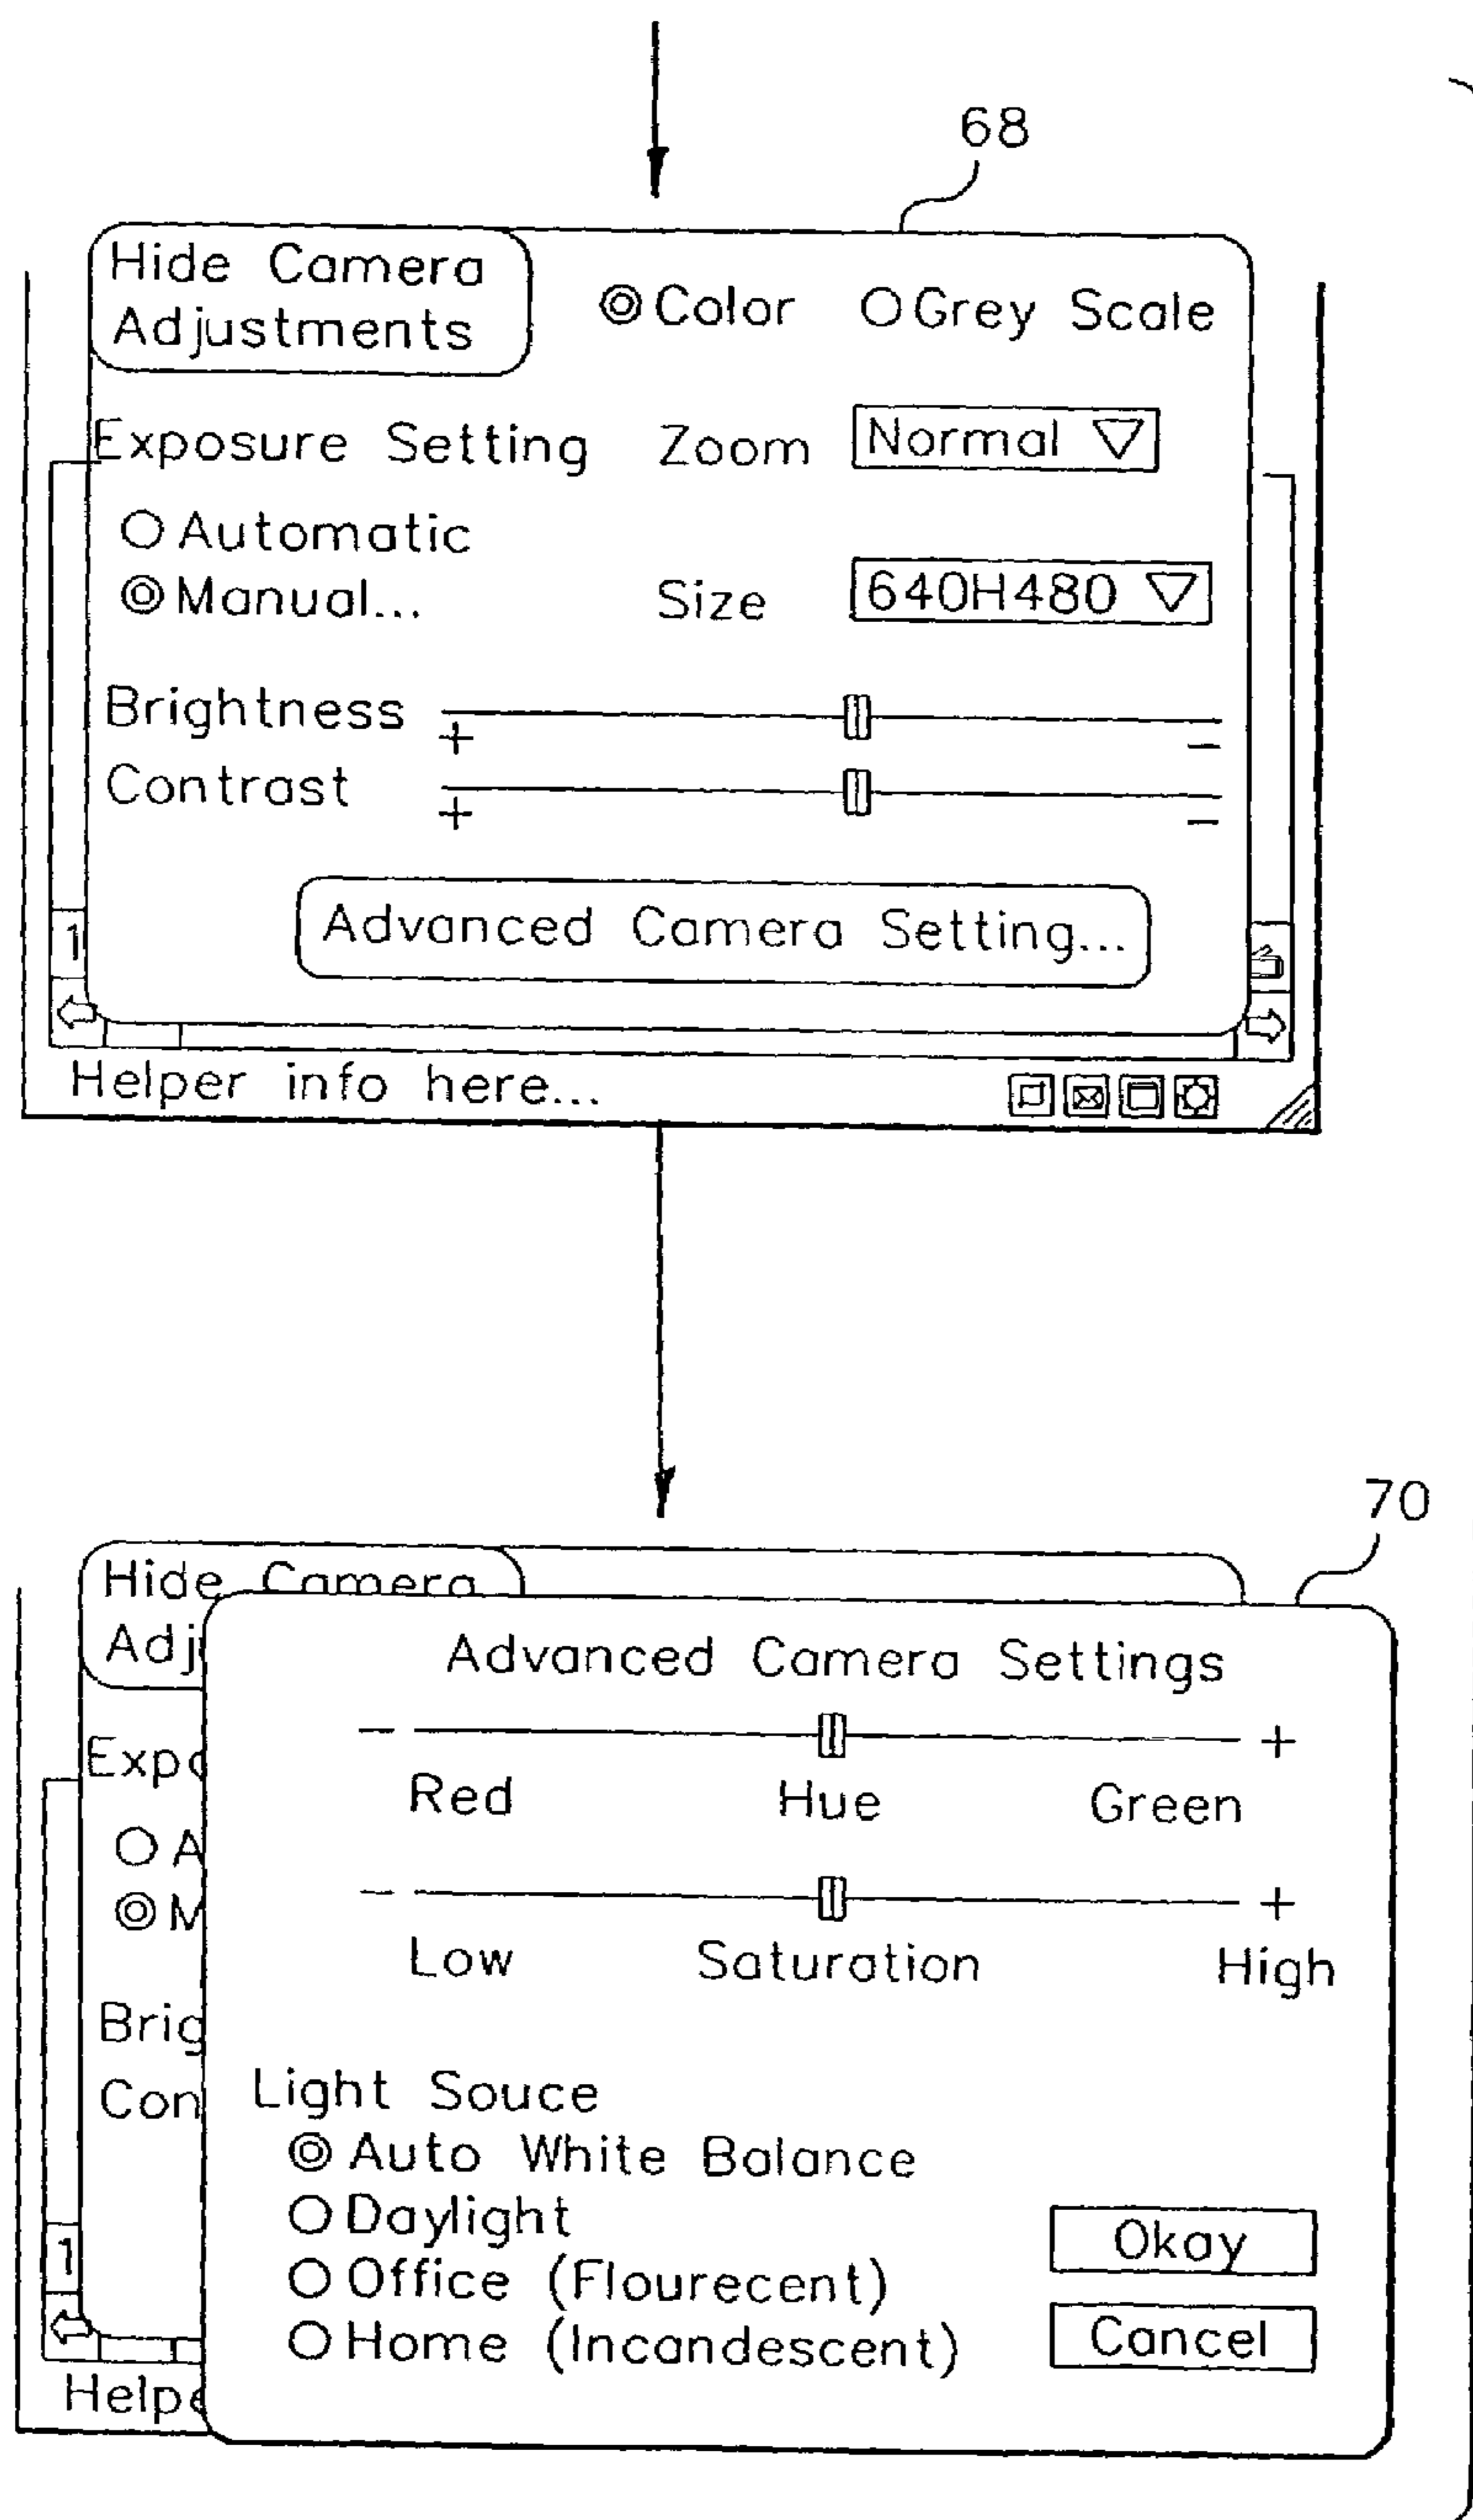 68
Hide Camera
Adjustments
Color Grey Scale
Exposure Setting Zoom Normal
Automatic
Manual... Size 640H480
Brightness + −
Contrast + −
Advanced Camera Setting...
1
Helper info here...
70
Hide Camera
Adj
Advanced Camera Settings
− +
Expo
Red Hue Green
A
− +
M
Low Saturation High
Brig
Con
Light Souce
Auto White Balance
Daylight
Okay
1
Office (Flourecent)
Cancel
Home (Incandescent)
Helpe